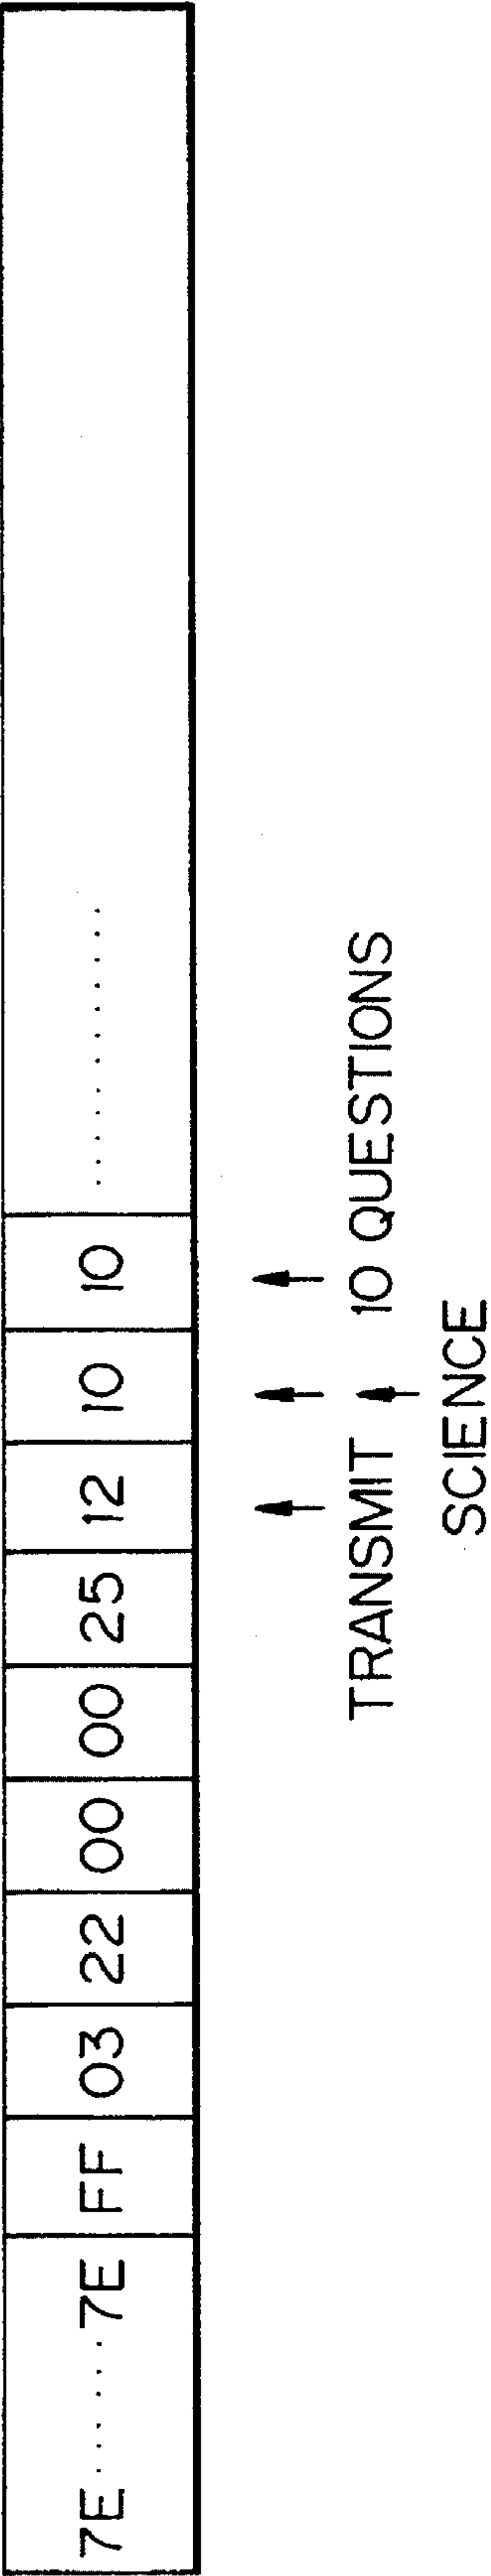 7E......7E FF 03 22 00 00 25 12 10 10 ..........
TRANSMIT 10 QUESTIONS
SCIENCE